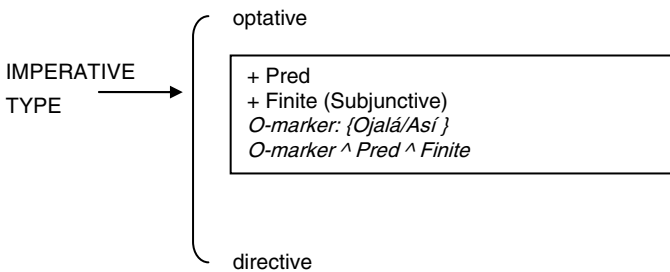 optative
IMPERATIVE
TYPE
+ Pred
+ Finite (Subjunctive)
O-marker: {Ojalá/Así }
O-marker ^ Pred ^ Finite
directive